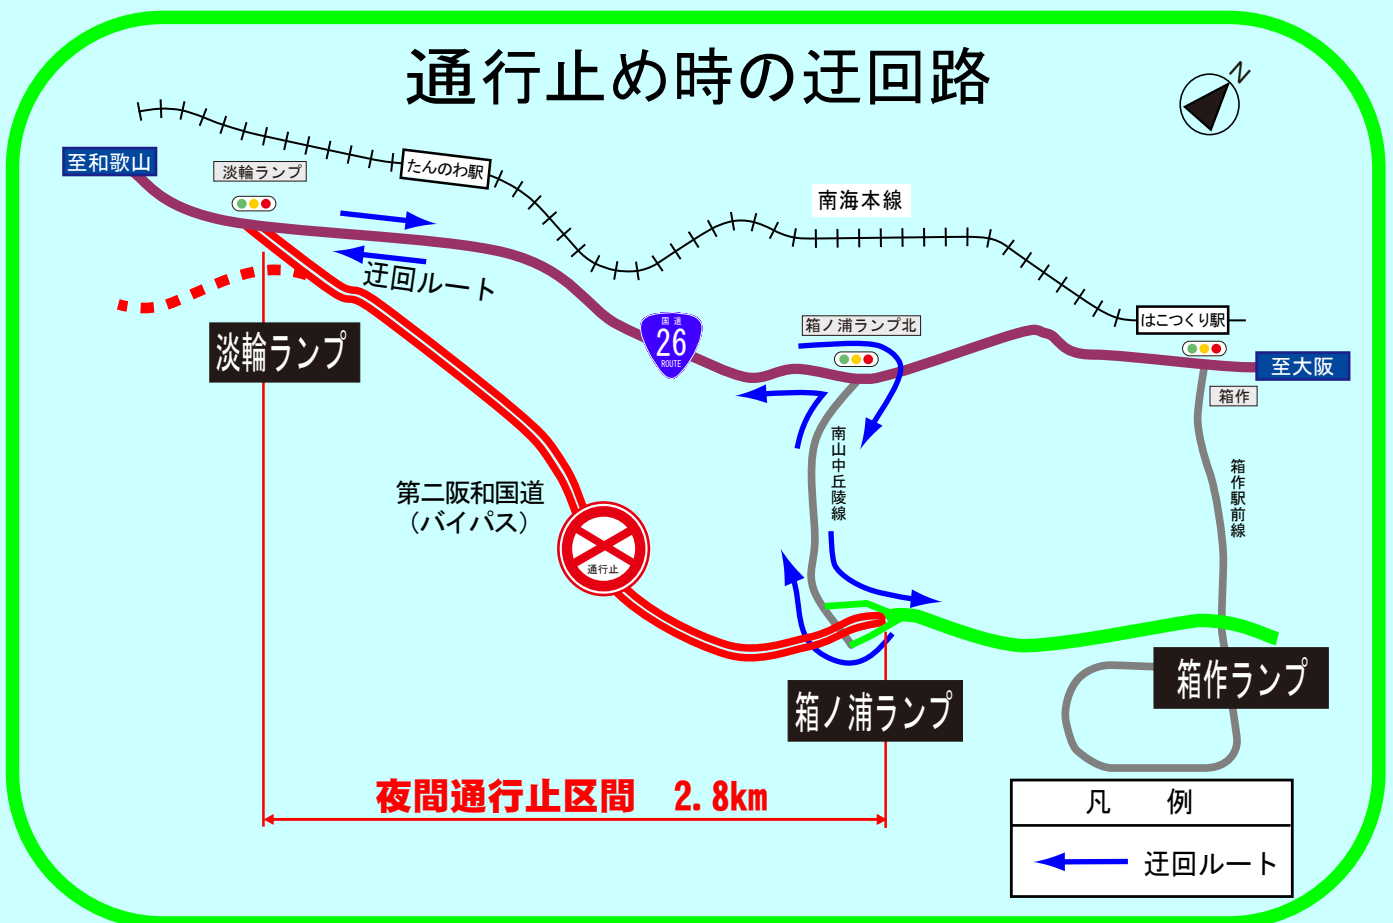 通行止め時の迂回路
N
至和歌山
淡輪ランプ
たんのわ駅
南海本線
迂回ルート
淡輪ランプ
国道
26
ROUTE
箱ノ浦ランプ北
はこつくり駅
至大阪
箱作
南山中丘陵線
箱作駅前線
第二阪和国道
（バイパス）
通行止
箱作ランプ
箱ノ浦ランプ
夜間通行止区間　2.8km
凡　例
迂回ルート